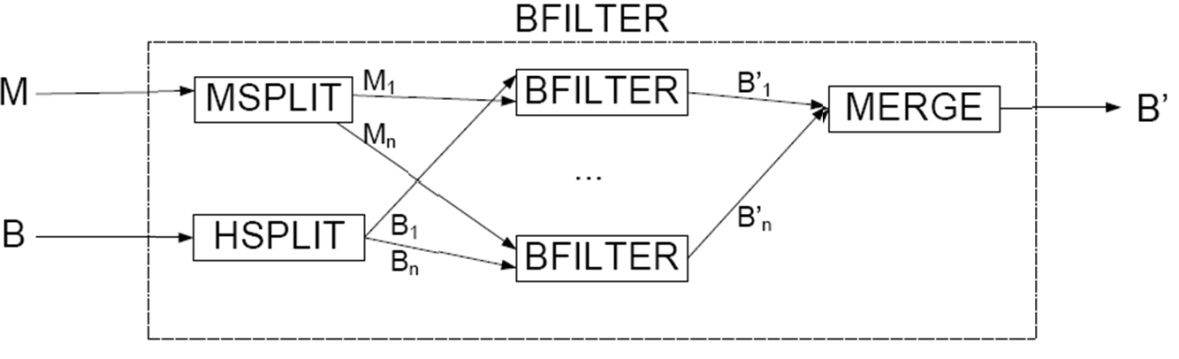 BFILTER
M
MSPLIT
M₁
Mₙ
BFILTER
B'₁
MERGE
B'
...
B
HSPLIT
B₁
Bₙ
BFILTER
B'ₙ